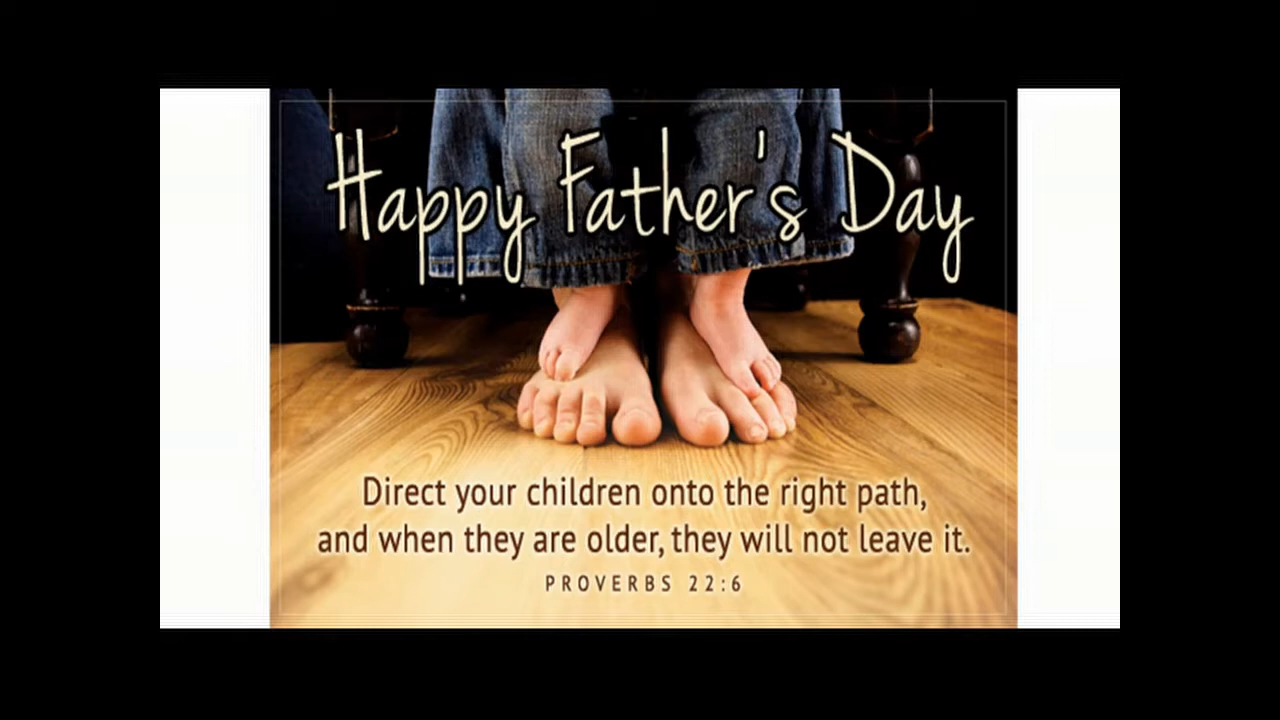 Happy Father's Day
Direct your children onto the right path,
and when they are older, they will not leave it.
PROVERBS 22:6